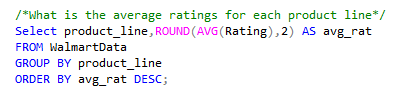 /*What is the average ratings for each product line*/
Select product_line,ROUND(AVG(Rating),2) AS avg_rat
FROM WalmartData
GROUP BY product_line
ORDER BY avg_rat DESC;